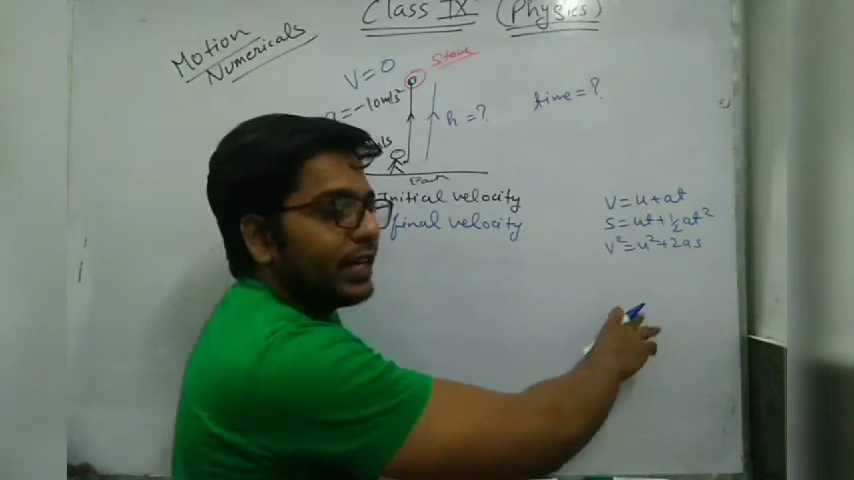 Class IX (Physics)
Motion
Numericals
Stone
V=0
a=-10m/s²
h=?
time=?
Earth
Initial velocity
final velocity
V=u+at
S=ut+½at²
V²=u²+2as